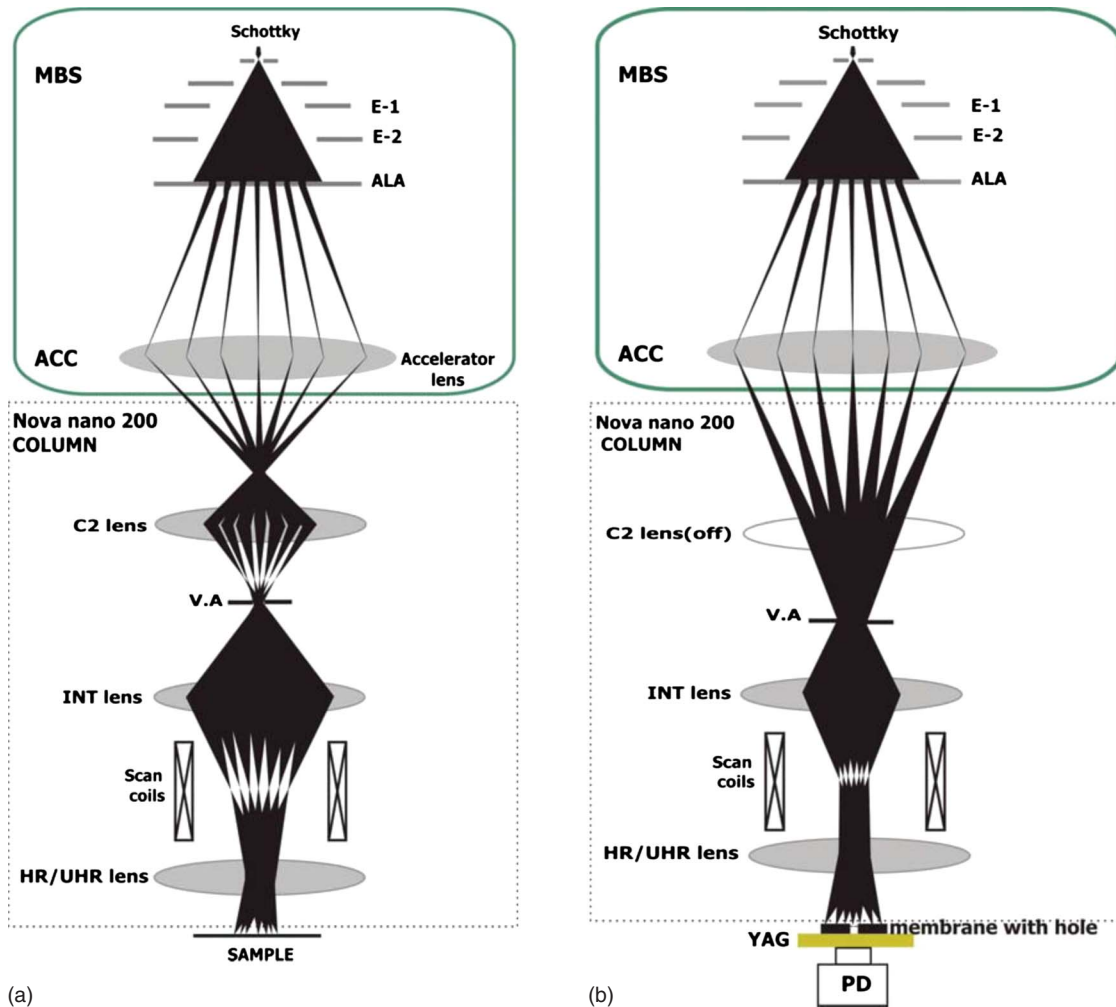 Schottky
MBS
E-1
E-2
ALA
ACC
Accelerator
lens
Nova nano 200
COLUMN
C2 lens
V.A
INT lens
Scan
coils
HR/UHR lens
SAMPLE
(a)
Schottky
MBS
E-1
E-2
ALA
ACC
Nova nano 200
COLUMN
C2 lens(off)
V.A
INT lens
Scan
coils
HR/UHR lens
membrane with hole
YAG
PD
(b)